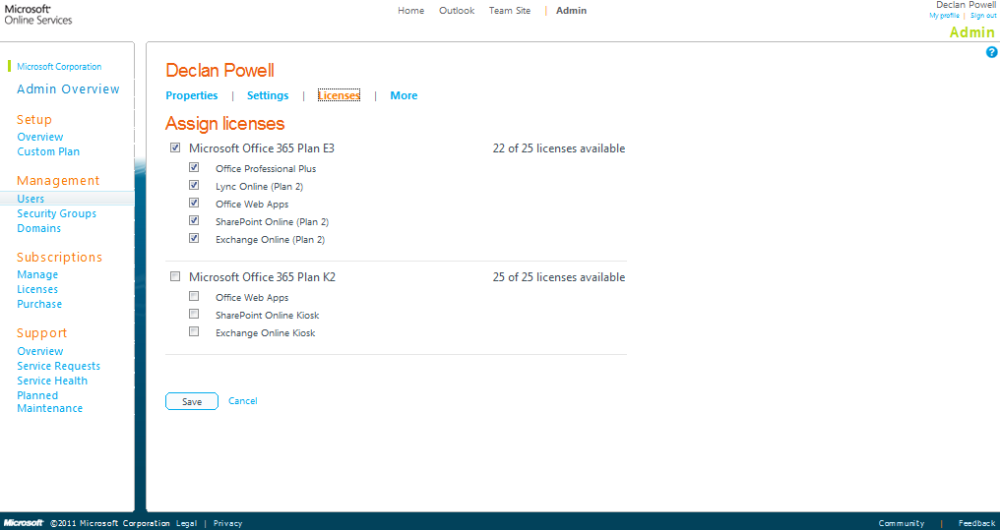 Microsoft®
Online Services
Home Outlook Team Site | Admin
Declan Powell
My profile | Sign out
Admin
?
Microsoft Corporation
Admin Overview
Setup
Overview
Custom Plan
Management
Users
Security Groups
Domains
Subscriptions
Manage
Licenses
Purchase
Support
Overview
Service Requests
Service Health
Planned
Maintenance
Declan Powell
Properties | Settings | Licenses | More
Assign licenses
Microsoft Office 365 Plan E3 22 of 25 licenses available
Office Professional Plus
Lync Online (Plan 2)
Office Web Apps
SharePoint Online (Plan 2)
Exchange Online (Plan 2)
Microsoft Office 365 Plan K2 25 of 25 licenses available
Office Web Apps
SharePoint Online Kiosk
Exchange Online Kiosk
Save Cancel
Microsoft ©2011 Microsoft Corporation Legal | Privacy Community | Feedback